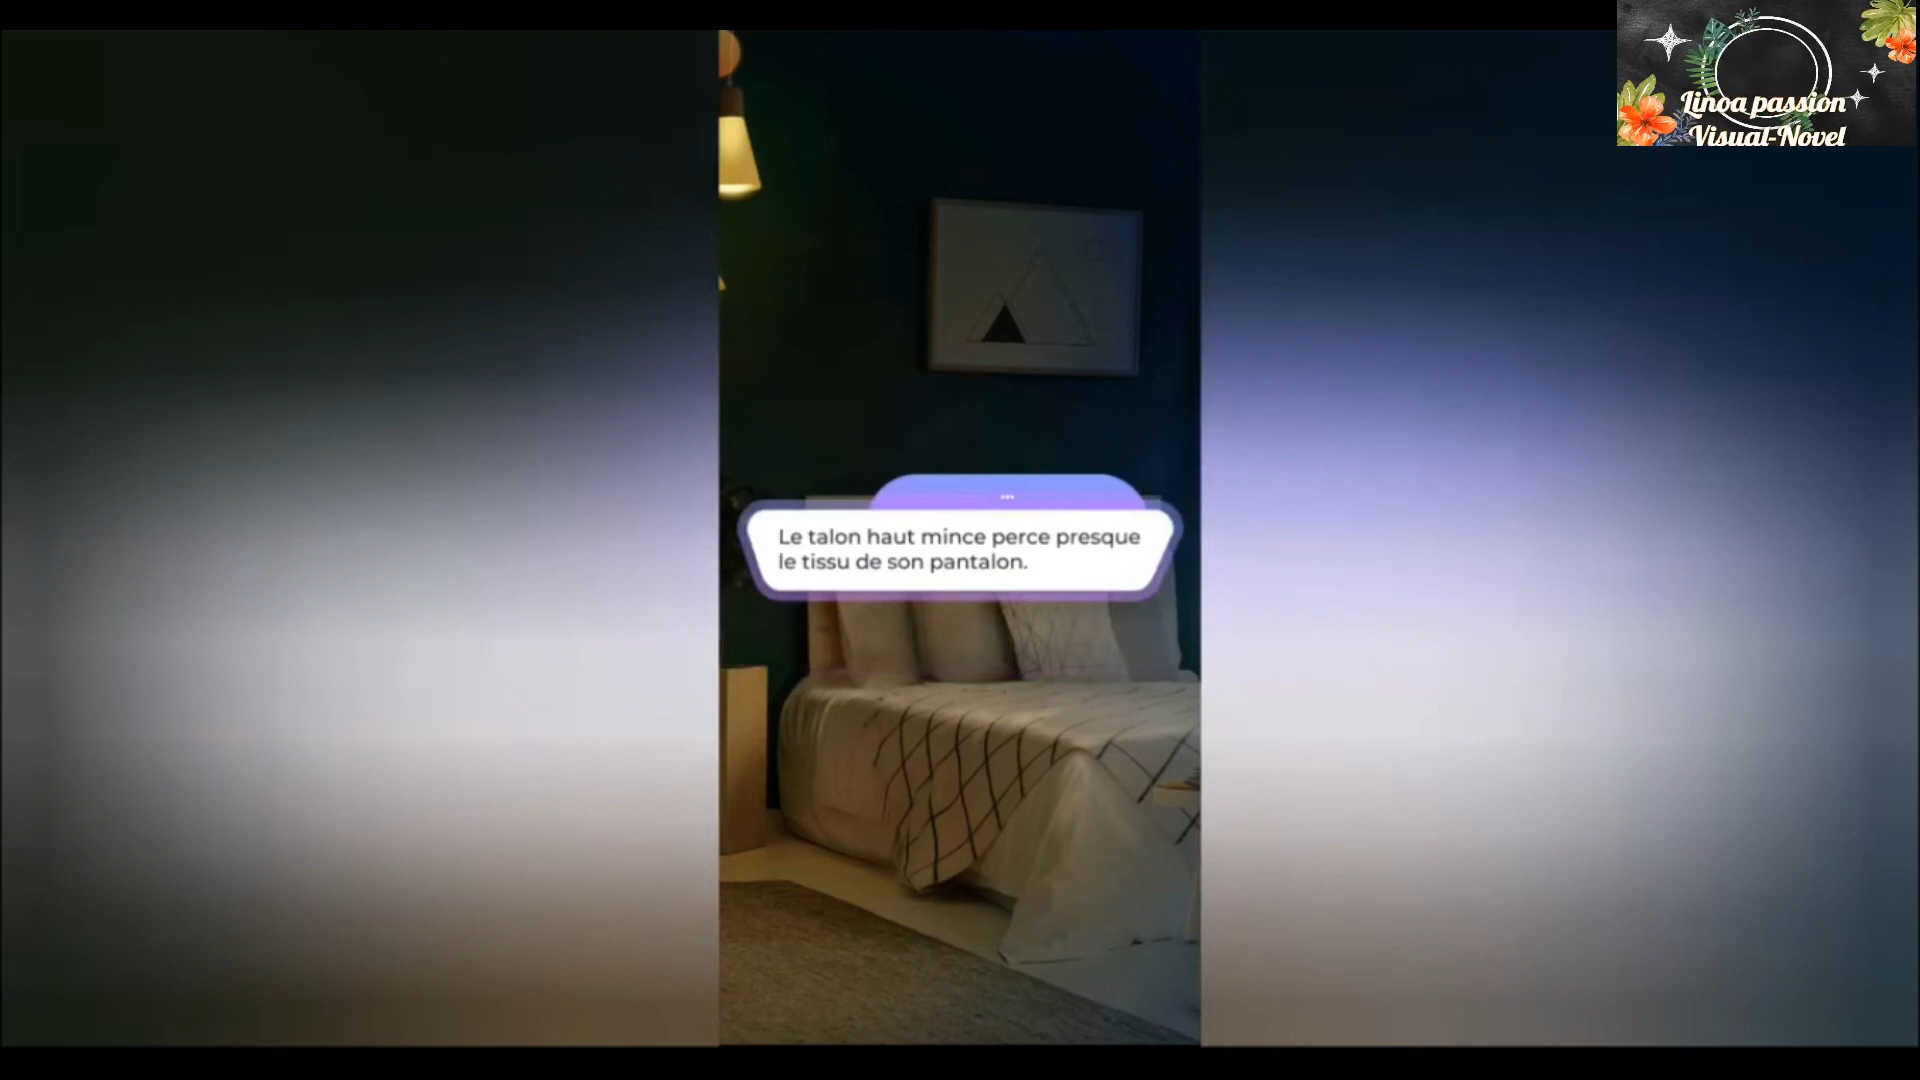 Linoa passion
Visual-Novel
...
Le talon haut mince perce presque
le tissu de son pantalon.